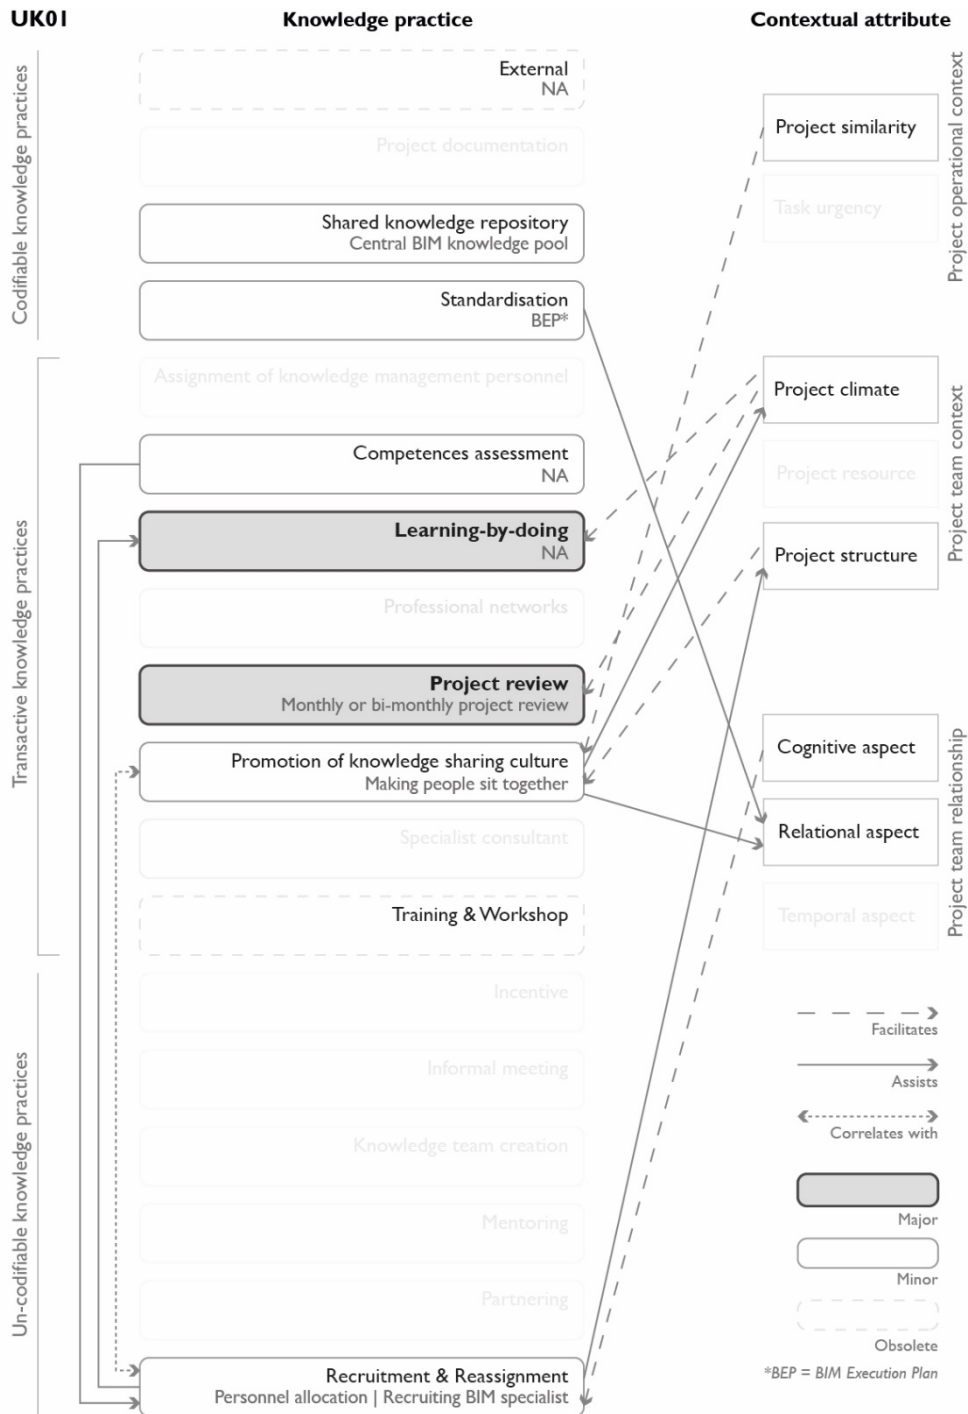 UK01
Knowledge practice
Contextual attribute
Codifiable knowledge practices
External
NA
Project documentation
Shared knowledge repository
Central BIM knowledge pool
Standardisation
BEP*
Transactive knowledge practices
Assignment of knowledge management personnel
Competences assessment
NA
Learning-by-doing
NA
Professional networks
Project review
Monthly or bi-monthly project review
Promotion of knowledge sharing culture
Making people sit together
Specialist consultant
Training & Workshop
Un-codifiable knowledge practices
Incentive
Informal meeting
Knowledge team creation
Mentoring
Partnering
Recruitment & Reassignment
Personnel allocation | Recruiting BIM specialist
Project operational context
Project similarity
Task urgency
Project team context
Project climate
Project resource
Project structure
Project team relationship
Cognitive aspect
Relational aspect
Temporal aspect
Facilitates
Assists
Correlates with
Major
Minor
Obsolete
*BEP = BIM Execution Plan